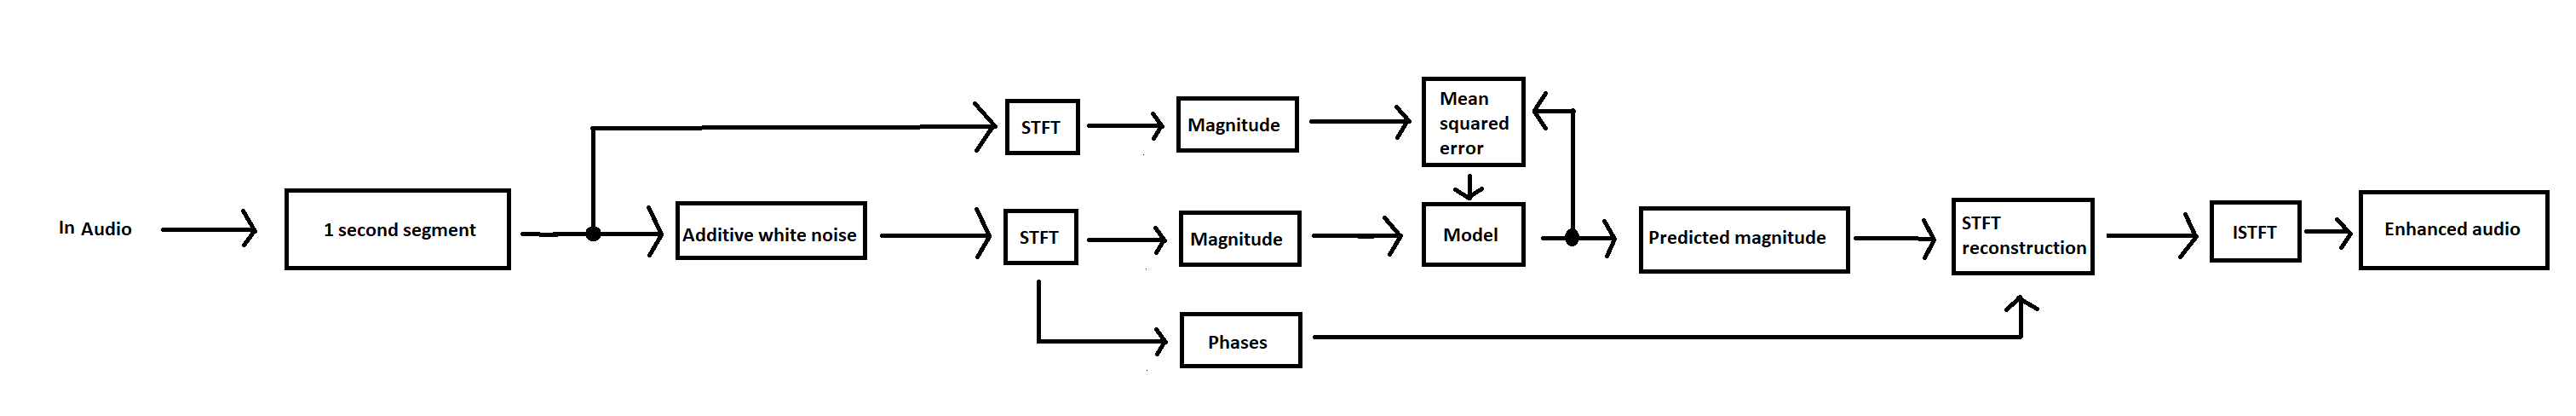 In Audio
1 second segment
Additive white noise
STFT
Magnitude
Mean
squared
error
STFT
Magnitude
Model
Predicted magnitude
STFT
reconstruction
ISTFT
Enhanced audio
Phases